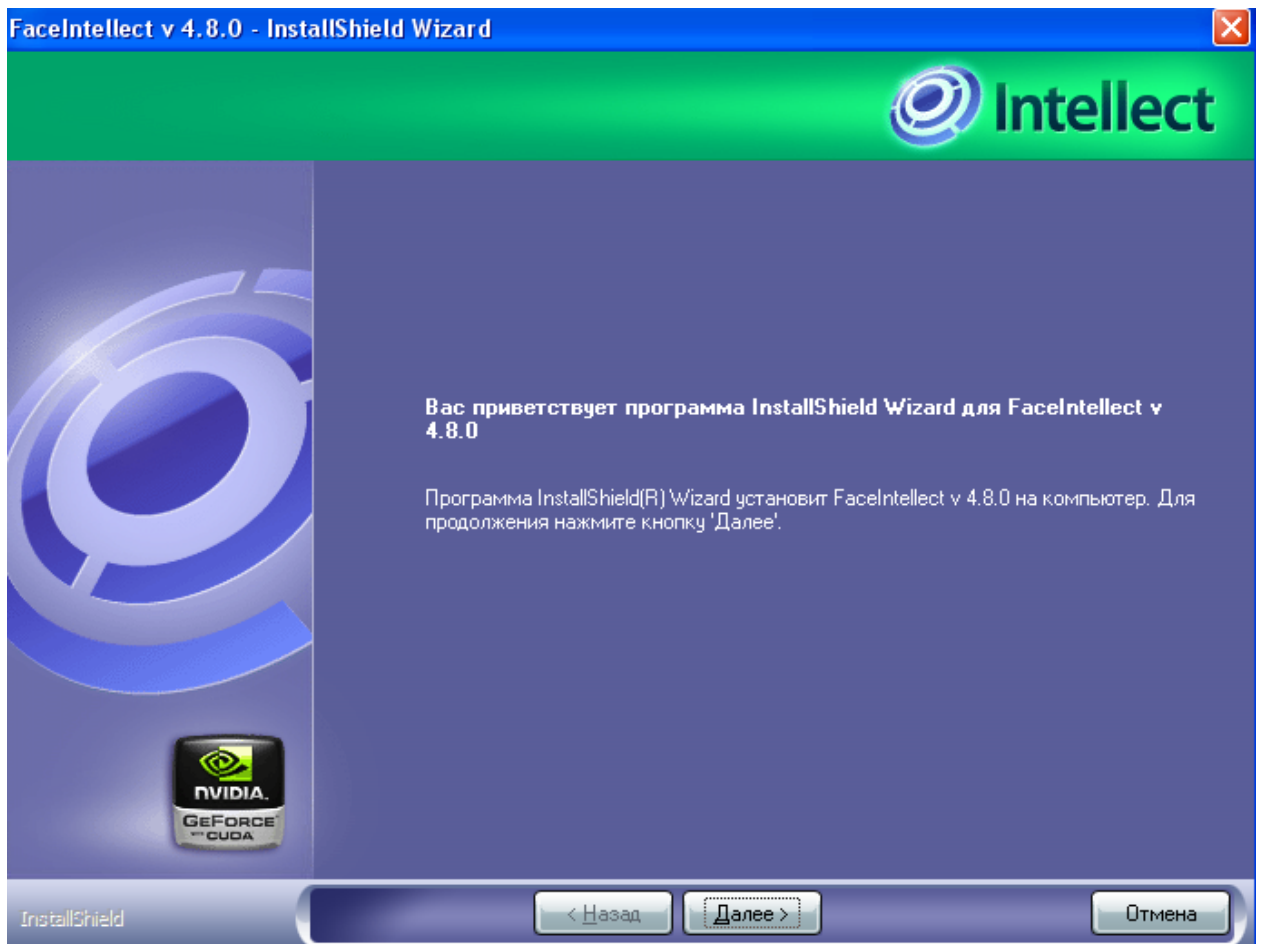 FaceIntellect v 4.8.0 - InstallShield Wizard
Intellect
Вас приветствует программа InstallShield Wizard для FaceIntellect v
4.8.0
Программа InstallShield(R) Wizard установит FaceIntellect v 4.8.0 на компьютер. Для
продолжения нажмите кнопку 'Далее'.
NVIDIA.
GEFORCE
WITH CUDA
InstallShield
< Назад
Далее >
Отмена